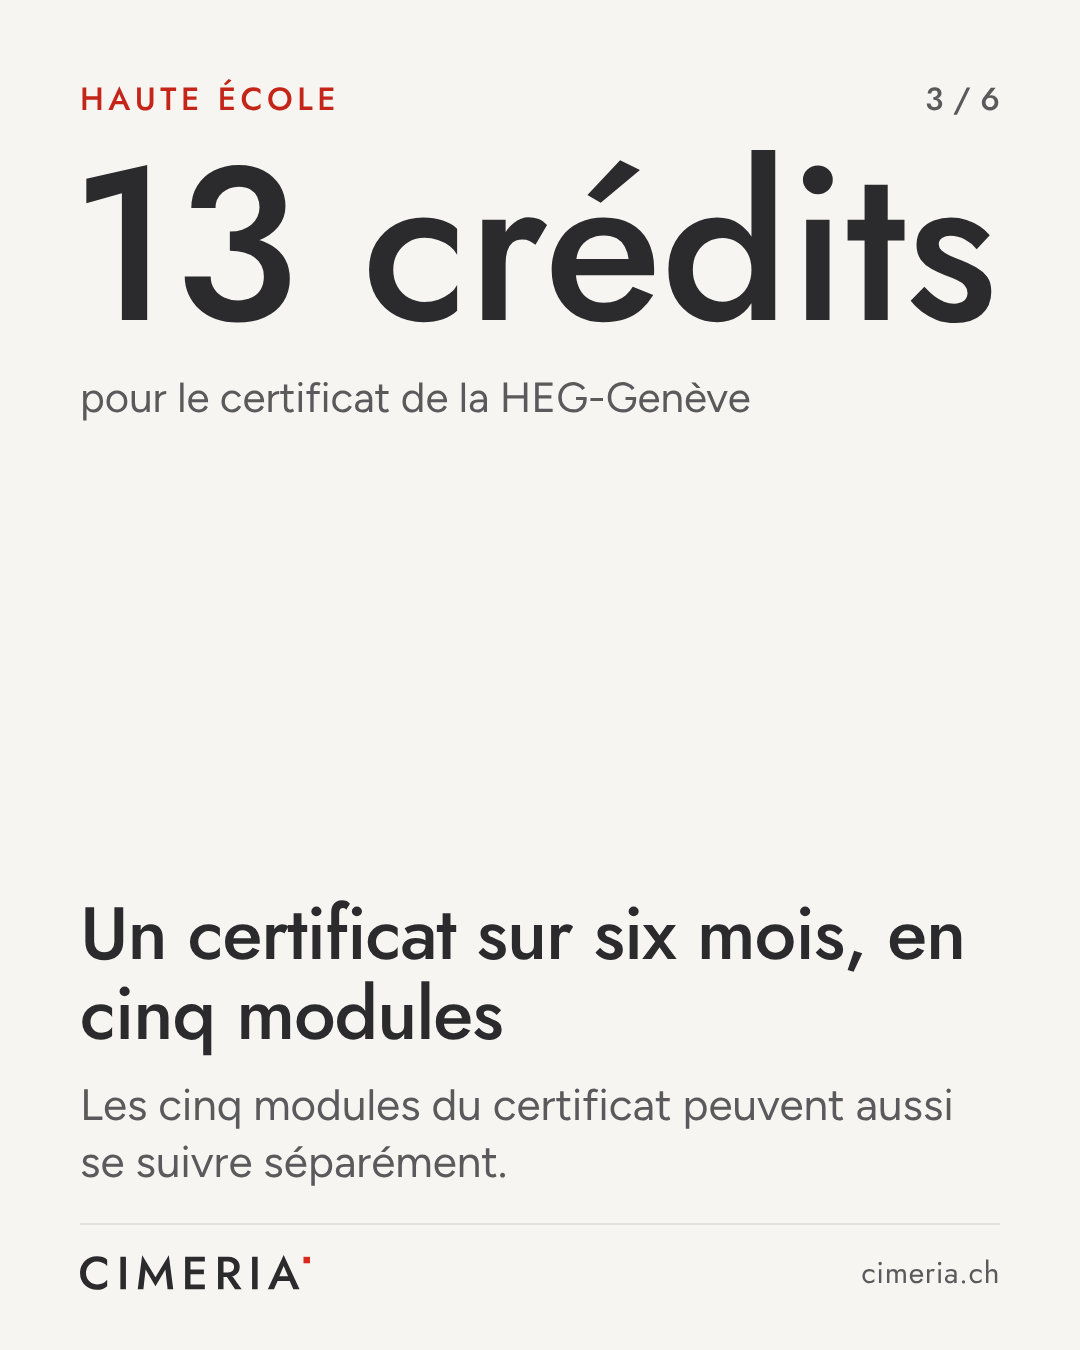 HAUTE ÉCOLE
3 / 6
13 crédits
pour le certificat de la HEG-Genève
Un certificat sur six mois, en
cinq modules
Les cinq modules du certificat peuvent aussi
se suivre séparément.
CIMERIA
cimeria.ch